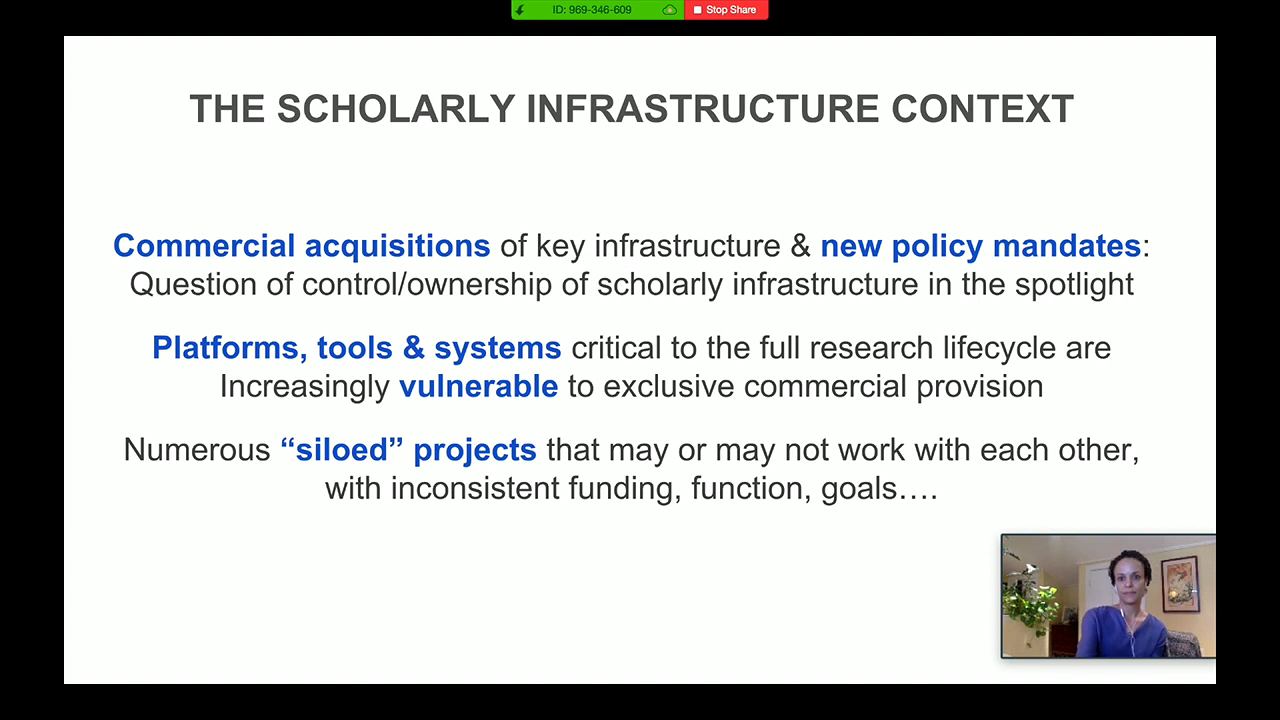 ID: 969-346-609
Stop Share
THE SCHOLARLY INFRASTRUCTURE CONTEXT
Commercial acquisitions of key infrastructure & new policy mandates:
Question of control/ownership of scholarly infrastructure in the spotlight
Platforms, tools & systems critical to the full research lifecycle are
Increasingly vulnerable to exclusive commercial provision
Numerous “siloed” projects that may or may not work with each other,
with inconsistent funding, function, goals….